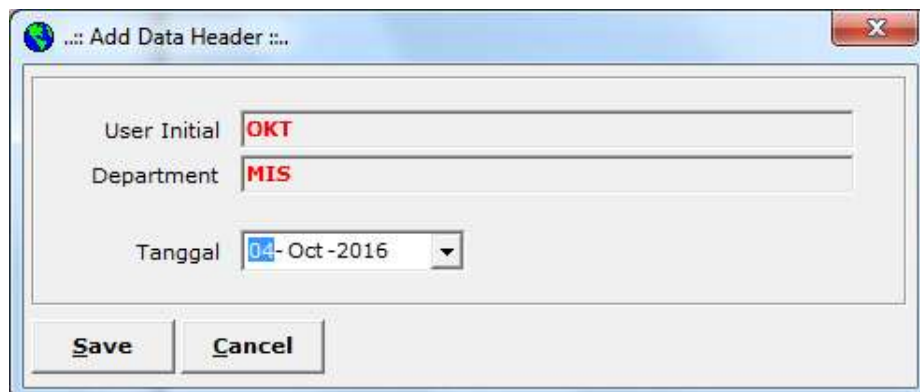 ..:: Add Data Header ::..
User Initial OKT
Department MIS
Tanggal 04- Oct -2016
Save Cancel